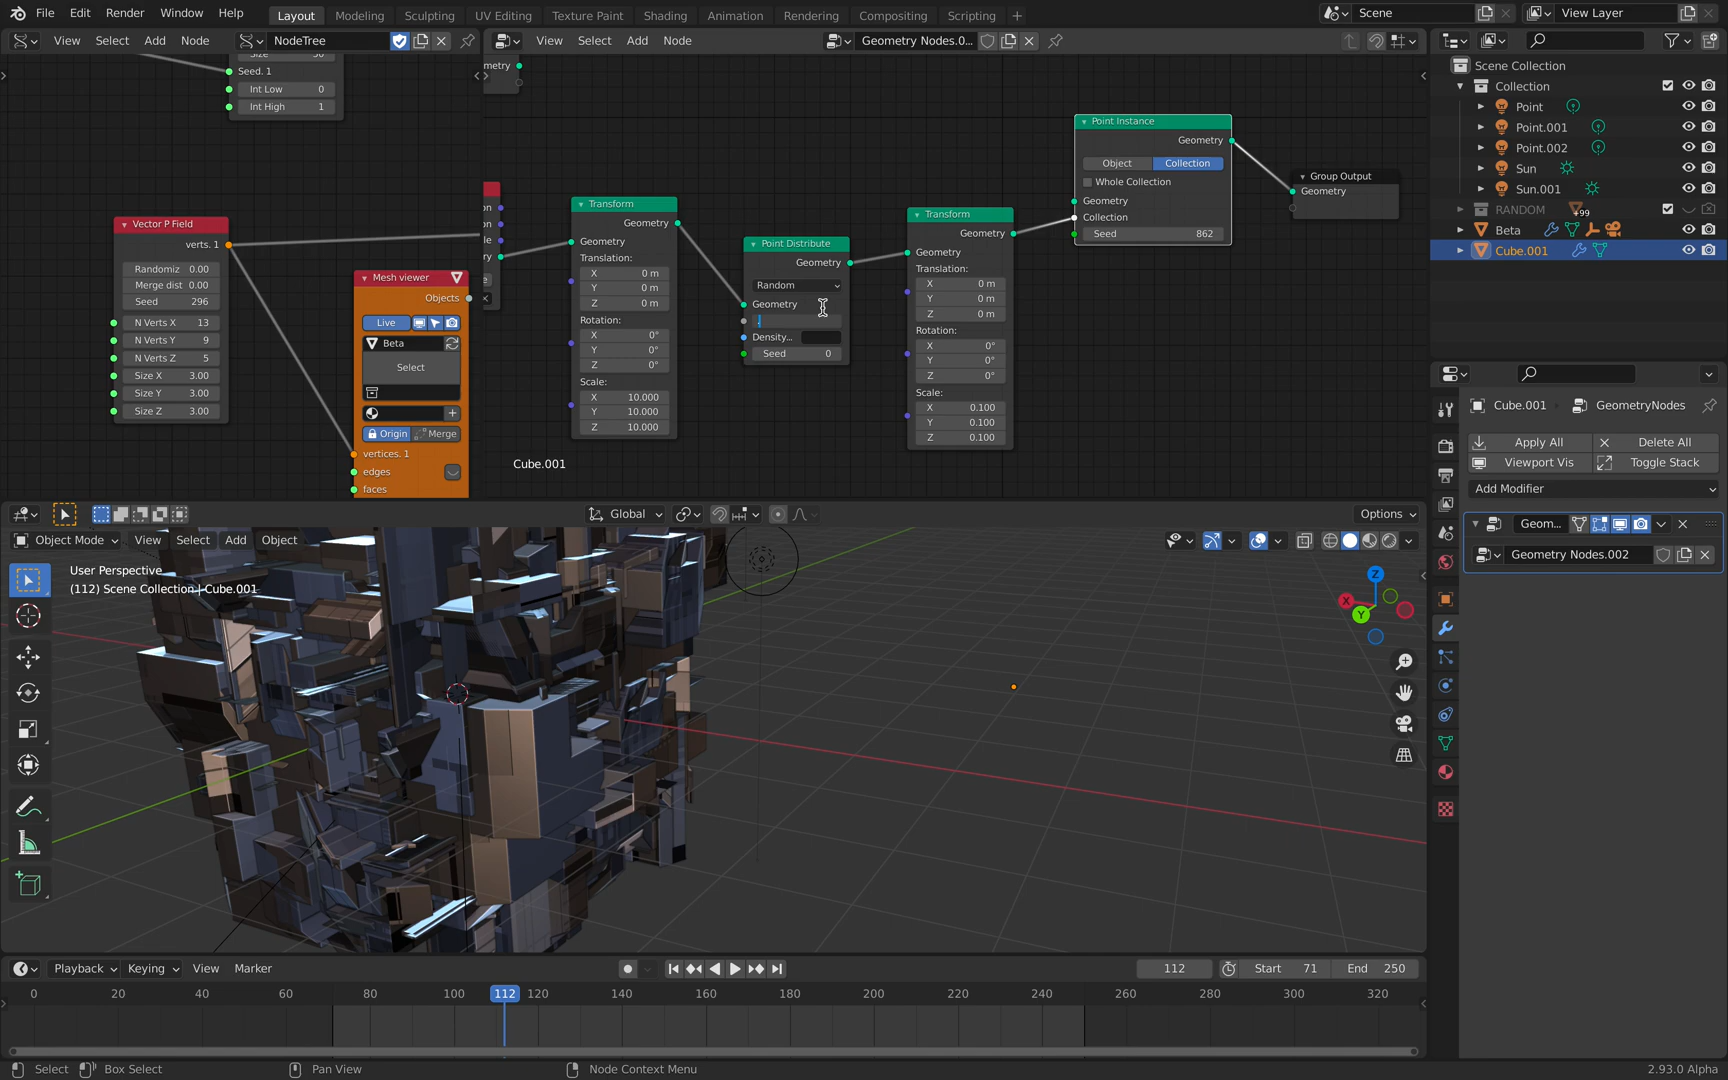 File Edit Render Window Help Layout Modeling Sculpting UV Editing Texture Paint Shading Animation Rendering Compositing Scripting + Scene View Layer
View Select Add Node NodeTree View Select Add Node Geometry Nodes.0...
Seed. 1
Int Low 0
Int High 1
Vector P Field
verts. 1
Randomiz 0.00
Merge dist 0.00
Seed 296
N Verts X 13
N Verts Y 9
N Verts Z 5
Size X 3.00
Size Y 3.00
Size Z 3.00
Mesh viewer
Objects
Live
Beta
Select
Origin Merge
vertices. 1
edges
faces
metry
Transform
Geometry
Geometry
Translation:
X 0 m
Y 0 m
Z 0 m
Rotation:
X 0°
Y 0°
Z 0°
Scale:
X 10.000
Y 10.000
Z 10.000
Cube.001
Point Distribute
Geometry
Random
Geometry
Density...
Seed 0
Transform
Geometry
Geometry
Translation:
X 0 m
Y 0 m
Z 0 m
Rotation:
X 0°
Y 0°
Z 0°
Scale:
X 0.100
Y 0.100
Z 0.100
Point Instance
Geometry
Object Collection
Whole Collection
Geometry
Collection
Seed 862
Group Output
Geometry
Scene Collection
Collection
Point
Point.001
Point.002
Sun
Sun.001
RANDOM +99
Beta
Cube.001
Cube.001 GeometryNodes
Apply All Delete All
Viewport Vis Toggle Stack
Add Modifier
Geom...
Geometry Nodes.002
Global Options
Object Mode View Select Add Object
User Perspective
(112) Scene Collection | Cube.001
Z
X
Y
Playback Keying View Marker 112 Start 71 End 250
0 20 40 60 80 100 112 120 140 160 180 200 220 240 260 280 300 320
Select Box Select Pan View Node Context Menu 2.93.0 Alpha